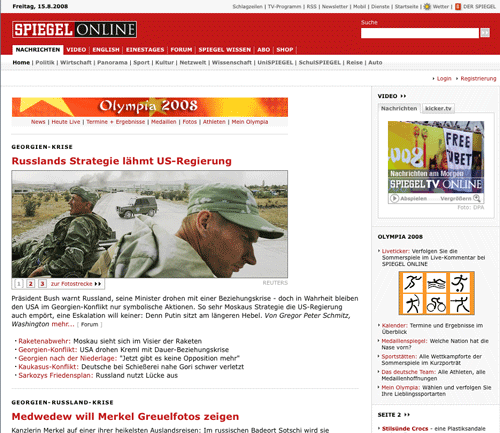 Freitag, 15.8.2008
Schlagzeilen | TV-Programm | RSS | Newsletter | Mobil | Dienste | Startseite | Wetter | DER SPIEGEL
SPIEGEL ONLINE
Suche
NACHRICHTEN VIDEO ENGLISH EINESTAGES FORUM SPIEGEL WISSEN ABO SHOP
Home | Politik | Wirtschaft | Panorama | Sport | Kultur | Netzwelt | Wissenschaft | UniSPIEGEL | SchulSPIEGEL | Reise | Auto
Login Registrierung
Olympia 2008
News | Heute Live | Termine + Ergebnisse | Medaillen | Fotos | Athleten | Mein Olympia
GEORGIEN-KRISE
Russlands Strategie lähmt US-Regierung
1 2 3 zur Fotostrecke
REUTERS
Präsident Bush warnt Russland, seine Minister drohen mit einer Beziehungskrise - doch in Wahrheit bleiben
den USA im Georgien-Konflikt nur symbolische Aktionen. So sehr Moskaus Strategie die US-Regierung
auch empört, eine Eskalation will keiner: Denn Putin sitzt am längeren Hebel. Von Gregor Peter Schmitz,
Washington mehr... [ Forum ]
Raketenabwehr: Moskau sieht sich im Visier der Raketen
Georgien-Konflikt: USA drohen Kreml mit Dauer-Beziehungskrise
Georgien nach der Niederlage: "Jetzt gibt es keine Opposition mehr"
Kaukasus-Konflikt: Deutsche bei Schießerei nahe Gori schwer verletzt
Sarkozys Friedensplan: Russland nutzt Lücke aus
GEORGIEN-RUSSLAND-KRISE
Medwedew will Merkel Greuelfotos zeigen
Kanzlerin Merkel auf einer ihrer heikelsten Auslandsreisen: Im russischen Badeort Sotschi wird sie
VIDEO
Nachrichten kicker.tv
2008
FREE
Nachrichten am Morgen
SPIEGEL TV ONLINE
Abspielen Vergrößern
Foto: DPA
OLYMPIA 2008
Liveticker: Verfolgen Sie die
Sommerspiele im Live-Kommentar bei
SPIEGEL ONLINE
Kalender: Termine und Ergebnisse im
Überblick
Medaillenspiegel: Welche Nation hat die
Nase vorn?
Sportstätten: Alle Wettkampforte der
Sommerspiele im Kurzporträt
Das deutsche Team: Alle Athleten, alle
Medaillenhoffnungen
Mein Olympia: Wählen und verfolgen Sie
Ihre Lieblingssportarten
SEITE 2
Stilsünde Crocs - eine Plastiksandale